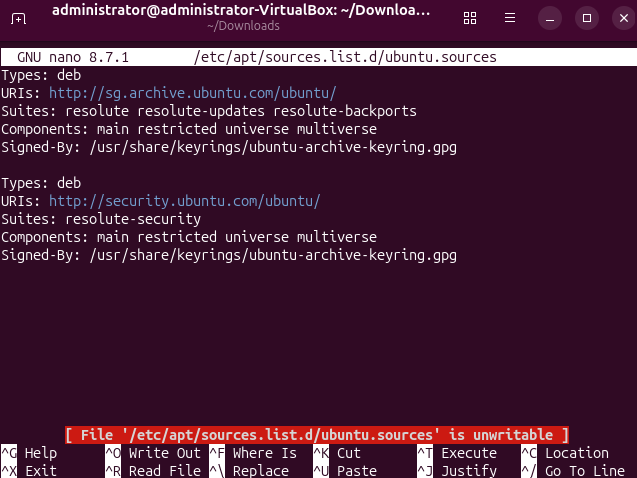 administrator@administrator-VirtualBox: ~/Downloa...
~/Downloads
GNU nano 8.7.1 /etc/apt/sources.list.d/ubuntu.sources
Types: deb
URIs: http://sg.archive.ubuntu.com/ubuntu/
Suites: resolute resolute-updates resolute-backports
Components: main restricted universe multiverse
Signed-By: /usr/share/keyrings/ubuntu-archive-keyring.gpg
Types: deb
URIs: http://security.ubuntu.com/ubuntu/
Suites: resolute-security
Components: main restricted universe multiverse
Signed-By: /usr/share/keyrings/ubuntu-archive-keyring.gpg
[ File '/etc/apt/sources.list.d/ubuntu.sources' is unwritable ]
^G Help ^O Write Out ^F Where Is ^K Cut ^T Execute ^C Location
^X Exit ^R Read File ^\ Replace ^U Paste ^J Justify ^/ Go To Line